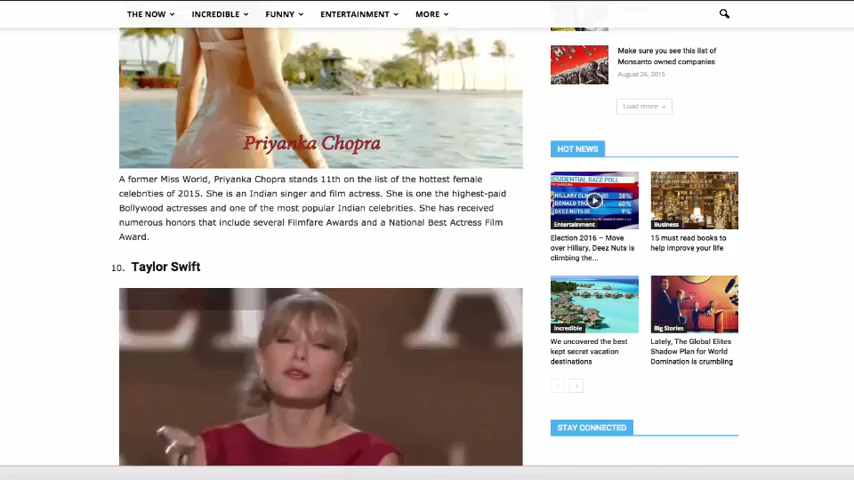 THE NOW
INCREDIBLE
FUNNY
ENTERTAINMENT
MORE
Priyanka Chopra
A former Miss World, Priyanka Chopra stands 11th on the list of the hottest female
celebrities of 2015. She is an Indian singer and film actress. She is one the highest-paid
Bollywood actresses and one of the most popular Indian celebrities. She has received
numerous honors that include several Filmfare Awards and a National Best Actress Film
Award.
10. Taylor Swift
Make sure you see this list of
Monsanto owned companies
August 26, 2015
Load more
HOT NEWS
ESIDENTIAL RACE POLL
HILLARY CLI 38%
DONALD TRU 40%
DEEZ NUTS 9%
Entertainment
Election 2016 – Move
over Hillary, Deez Nuts is
climbing the...
Business
15 must read books to
help improve your life
Incredible
We uncovered the best
kept secret vacation
destinations
Big Stories
Lately, The Global Elites
Shadow Plan for World
Domination is crumbling
STAY CONNECTED